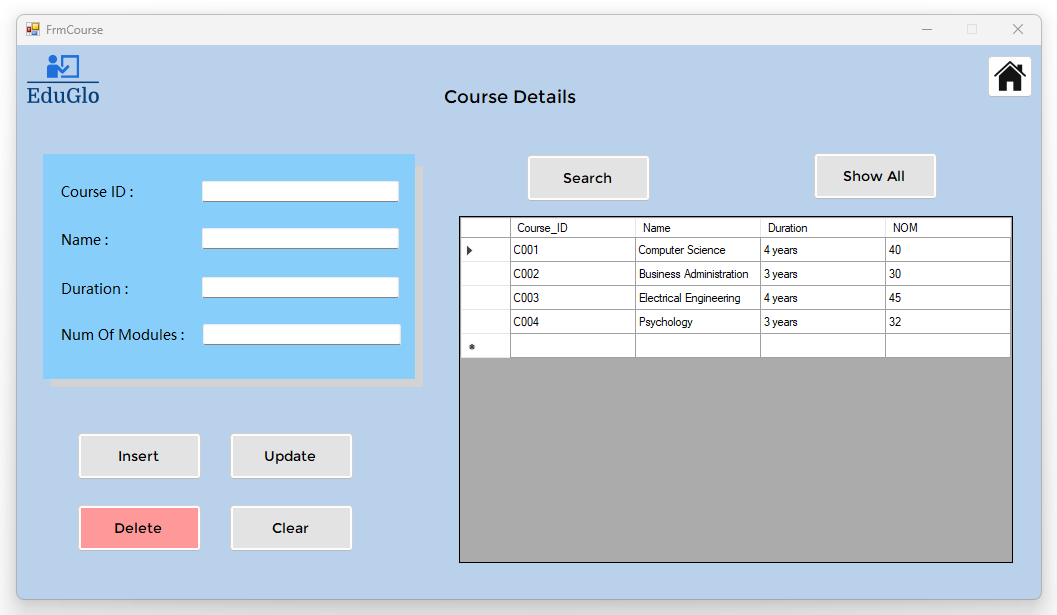 FrmCourse
EduGlo
Course Details
Course ID :
Name :
Duration :
Num Of Modules :
Insert
Update
Delete
Clear
Search
Show All
Course_ID Name Duration NOM
C001 Computer Science 4 years 40
C002 Business Administration 3 years 30
C003 Electrical Engineering 4 years 45
C004 Psychology 3 years 32